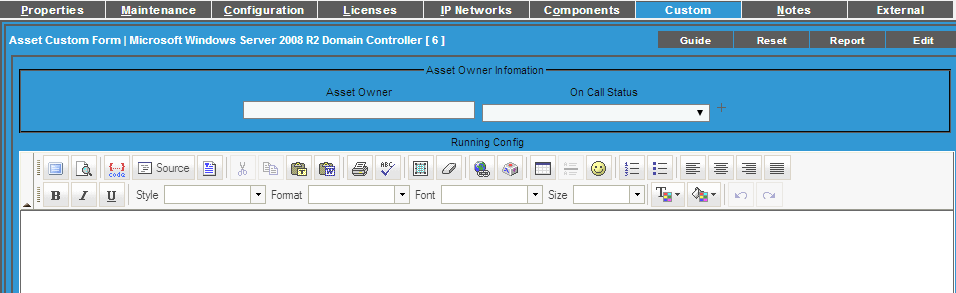 Properties Maintenance Configuration Licenses IP Networks Components Custom Notes External
Asset Custom Form | Microsoft Windows Server 2008 R2 Domain Controller [ 6 ] Guide Reset Report Edit
Asset Owner Infomation
Asset Owner On Call Status
Running Config
{...} code Source ABC
B I U Style Format Font Size T